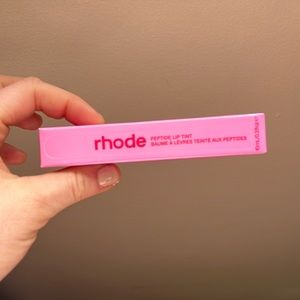 rhode
PEPTIDE LIP TINT
BAUME À LÈVRES TEINTÉ AUX PEPTIDES